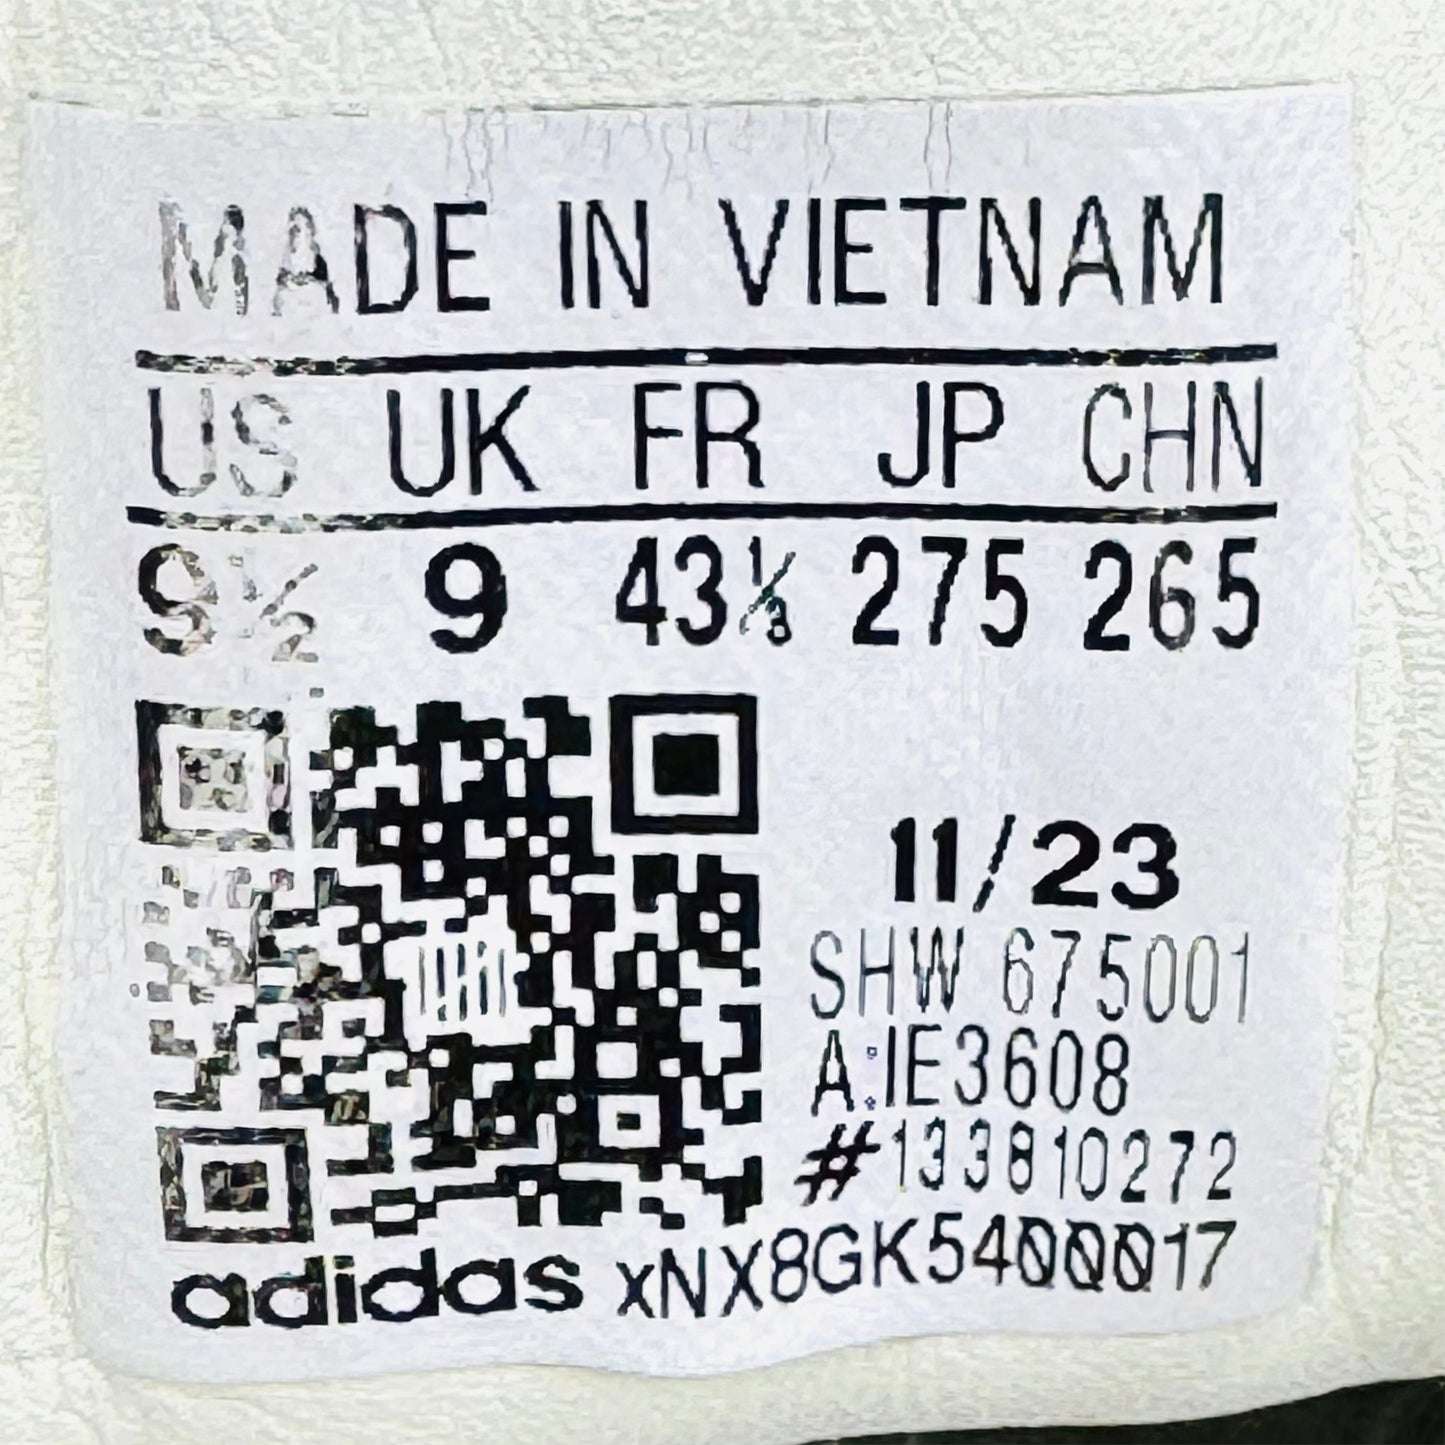 MADE IN VIETNAM
US UK FR JP CHN
9½ 9 43⅓ 275 265
11/23
SHW 675001
A:IE3608
#133810272
adidas xNX8GK5400017